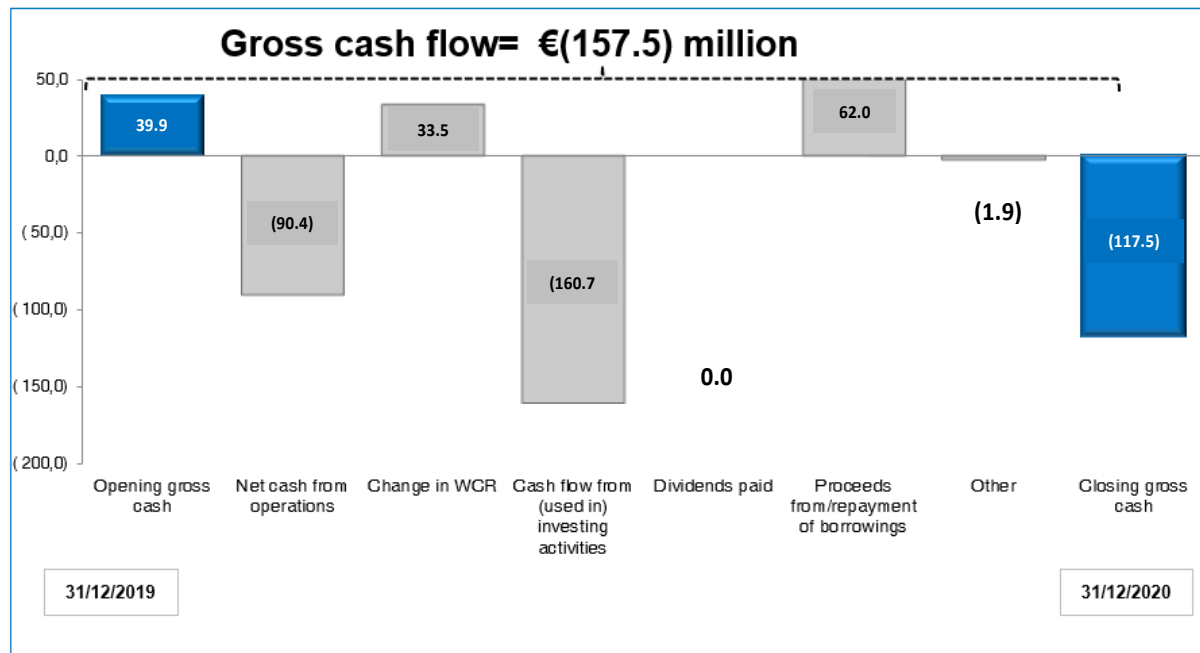 Gross cash flow= €(157.5) million
50,0
0,0
( 50,0)
( 100,0)
( 150,0)
( 200,0)
39.9
(90.4)
33.5
(160.7
0.0
62.0
(1.9)
(117.5)
Opening gross
cash
Net cash from
operations
Change in WCR
Cash flow from
(used in)
investing
activities
Dividends paid
Proceeds
from/repayment
of borrowings
Other
Closing gross
cash
31/12/2019
31/12/2020